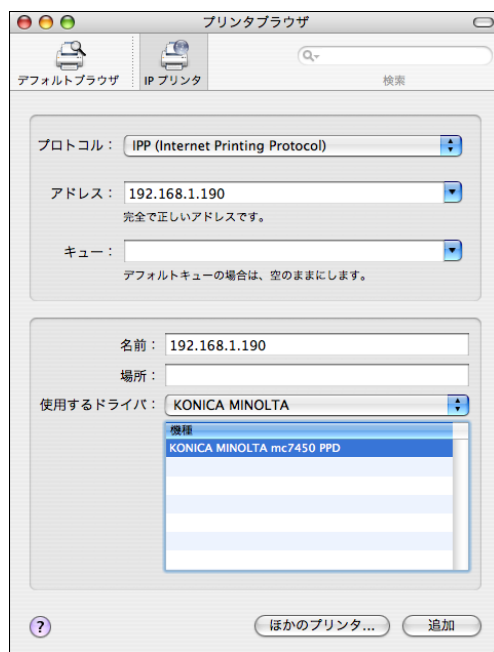 プリンタブラウザ
デフォルトブラウザ
IP プリンタ
検索
プロトコル： IPP (Internet Printing Protocol)
アドレス： 192.168.1.190
完全で正しいアドレスです。
キュー：
デフォルトキューの場合は、空のままにします。
名前： 192.168.1.190
場所：
使用するドライバ： KONICA MINOLTA
機種
KONICA MINOLTA mc7450 PPD
?
ほかのプリンタ...
追加